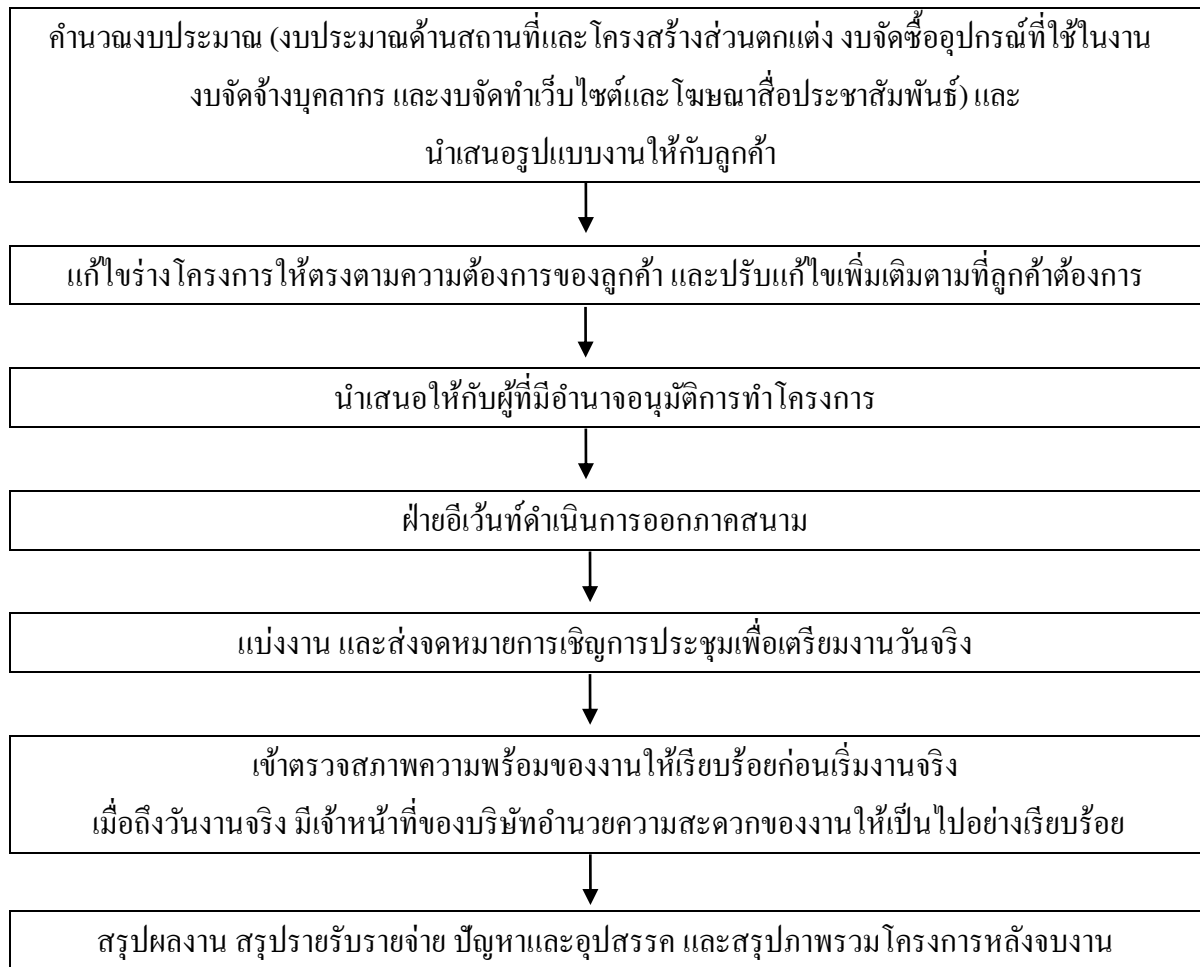 คำนวณงบประมาณ (งบประมาณด้านสถานที่และโครงสร้างส่วนตกแต่ง งบจัดซื้ออุปกรณ์ที่ใช้ในงาน
งบจัดจ้างบุคลากร และงบจัดทำเว็บไซต์และโฆษณาสื่อประชาสัมพันธ์) และ
นำเสนอรูปแบบงานให้กับลูกค้า
แก้ไขร่างโครงการให้ตรงตามความต้องการของลูกค้า และปรับแก้ไขเพิ่มเติมตามที่ลูกค้าต้องการ
นำเสนอให้กับผู้ที่มีอำนาจอนุมัติการทำโครงการ
ฝ่ายอีเว้นท์ดำเนินการออกภาคสนาม
แบ่งงาน และส่งจดหมายการเชิญการประชุมเพื่อเตรียมงานวันจริง
เข้าตรวจสภาพความพร้อมของงานให้เรียบร้อยก่อนเริ่มงานจริง
เมื่อถึงวันงานจริง มีเจ้าหน้าที่ของบริษัทอำนวยความสะดวกของงานให้เป็นไปอย่างเรียบร้อย
สรุปผลงาน สรุปรายรับรายจ่าย ปัญหาและอุปสรรค และสรุปภาพรวมโครงการหลังจบงาน